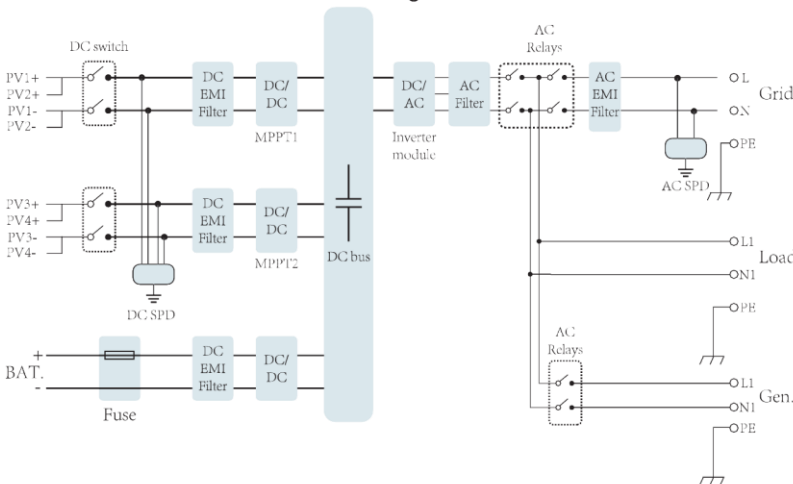 AC
Relays
DC switch
PV1+
PV2+
PV1-
PV2-
DC
EMI
Filter
DC/
DC
MPPT1
DC/
AC
Inverter
module
AC
Filter
AC
EMI
Filter
L
N
Grid
PE
AC SPD
PV3+
PV4+
PV3-
PV4-
DC
EMI
Filter
DC/
DC
MPPT2
DC bus
DC SPD
L1
Load
N1
PE
BAT.
+
-
Fuse
DC
EMI
Filter
DC/
DC
AC
Relays
L1
N1
Gen.
PE